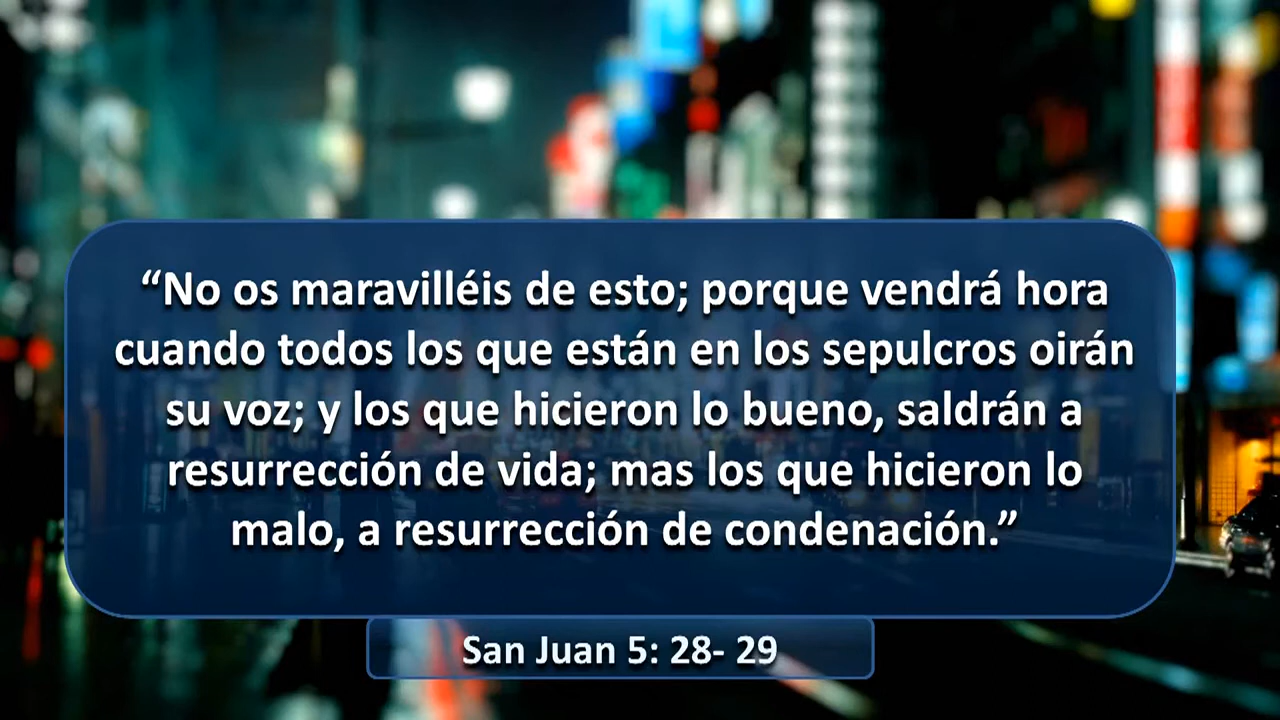 “No os maravilléis de esto; porque vendrá hora
cuando todos los que están en los sepulcros oirán
su voz; y los que hicieron lo bueno, saldrán a
resurrección de vida; mas los que hicieron lo
malo, a resurrección de condenación.”
San Juan 5: 28- 29